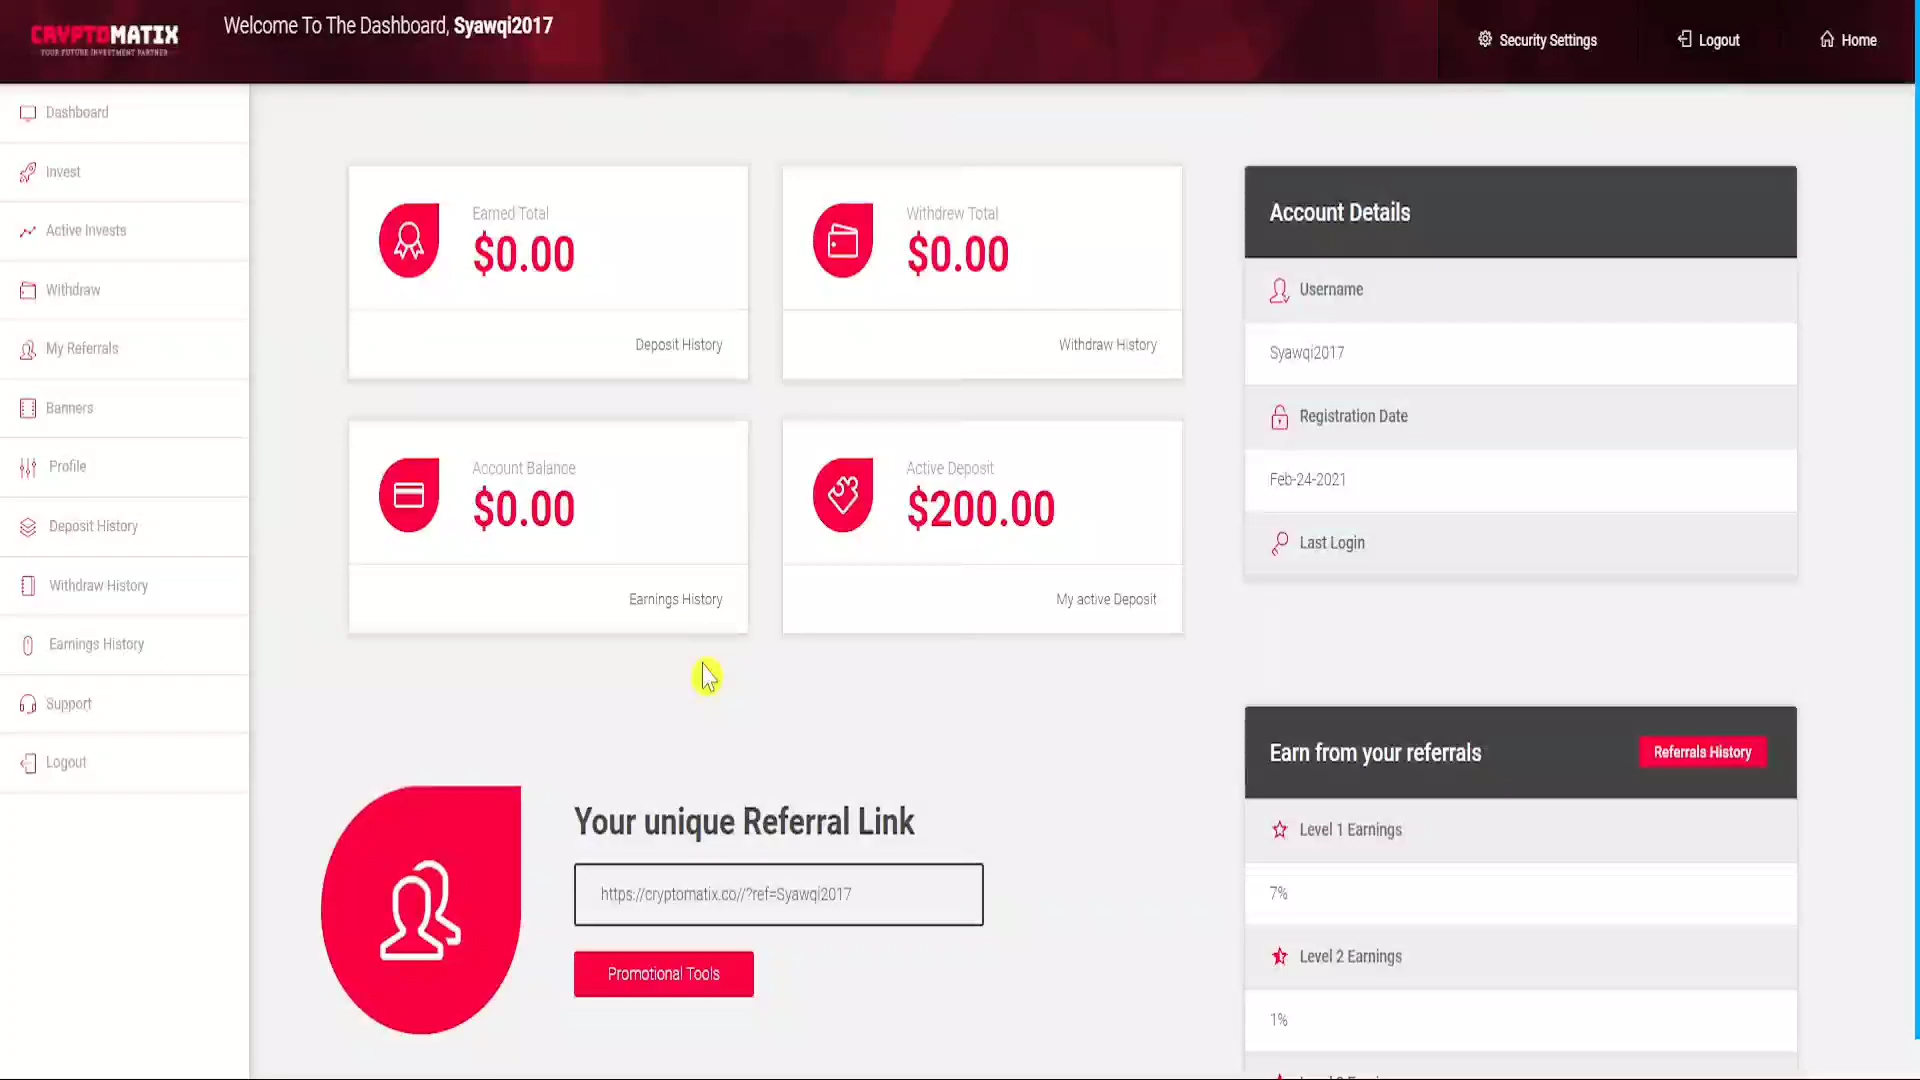 CRYPTOMATIX
YOUR FUTURE INVESTMENT PARTNER
Welcome To The Dashboard, Syawqi2017
Security Settings
Logout
Home
Dashboard
Invest
Active Invests
Withdraw
My Referrals
Banners
Profile
Deposit History
Withdraw History
Earnings History
Support
Logout
Earned Total
$0.00
Deposit History
Withdrew Total
$0.00
Withdraw History
Account Balance
$0.00
Earnings History
Active Deposit
$200.00
My active Deposit
Account Details
Username
Syawqi2017
Registration Date
Feb-24-2021
Last Login
Your unique Referral Link
https://cryptomatix.co//?ref=Syawqi2017
Promotional Tools
Earn from your referrals
Referrals History
Level 1 Earnings
7%
Level 2 Earnings
1%